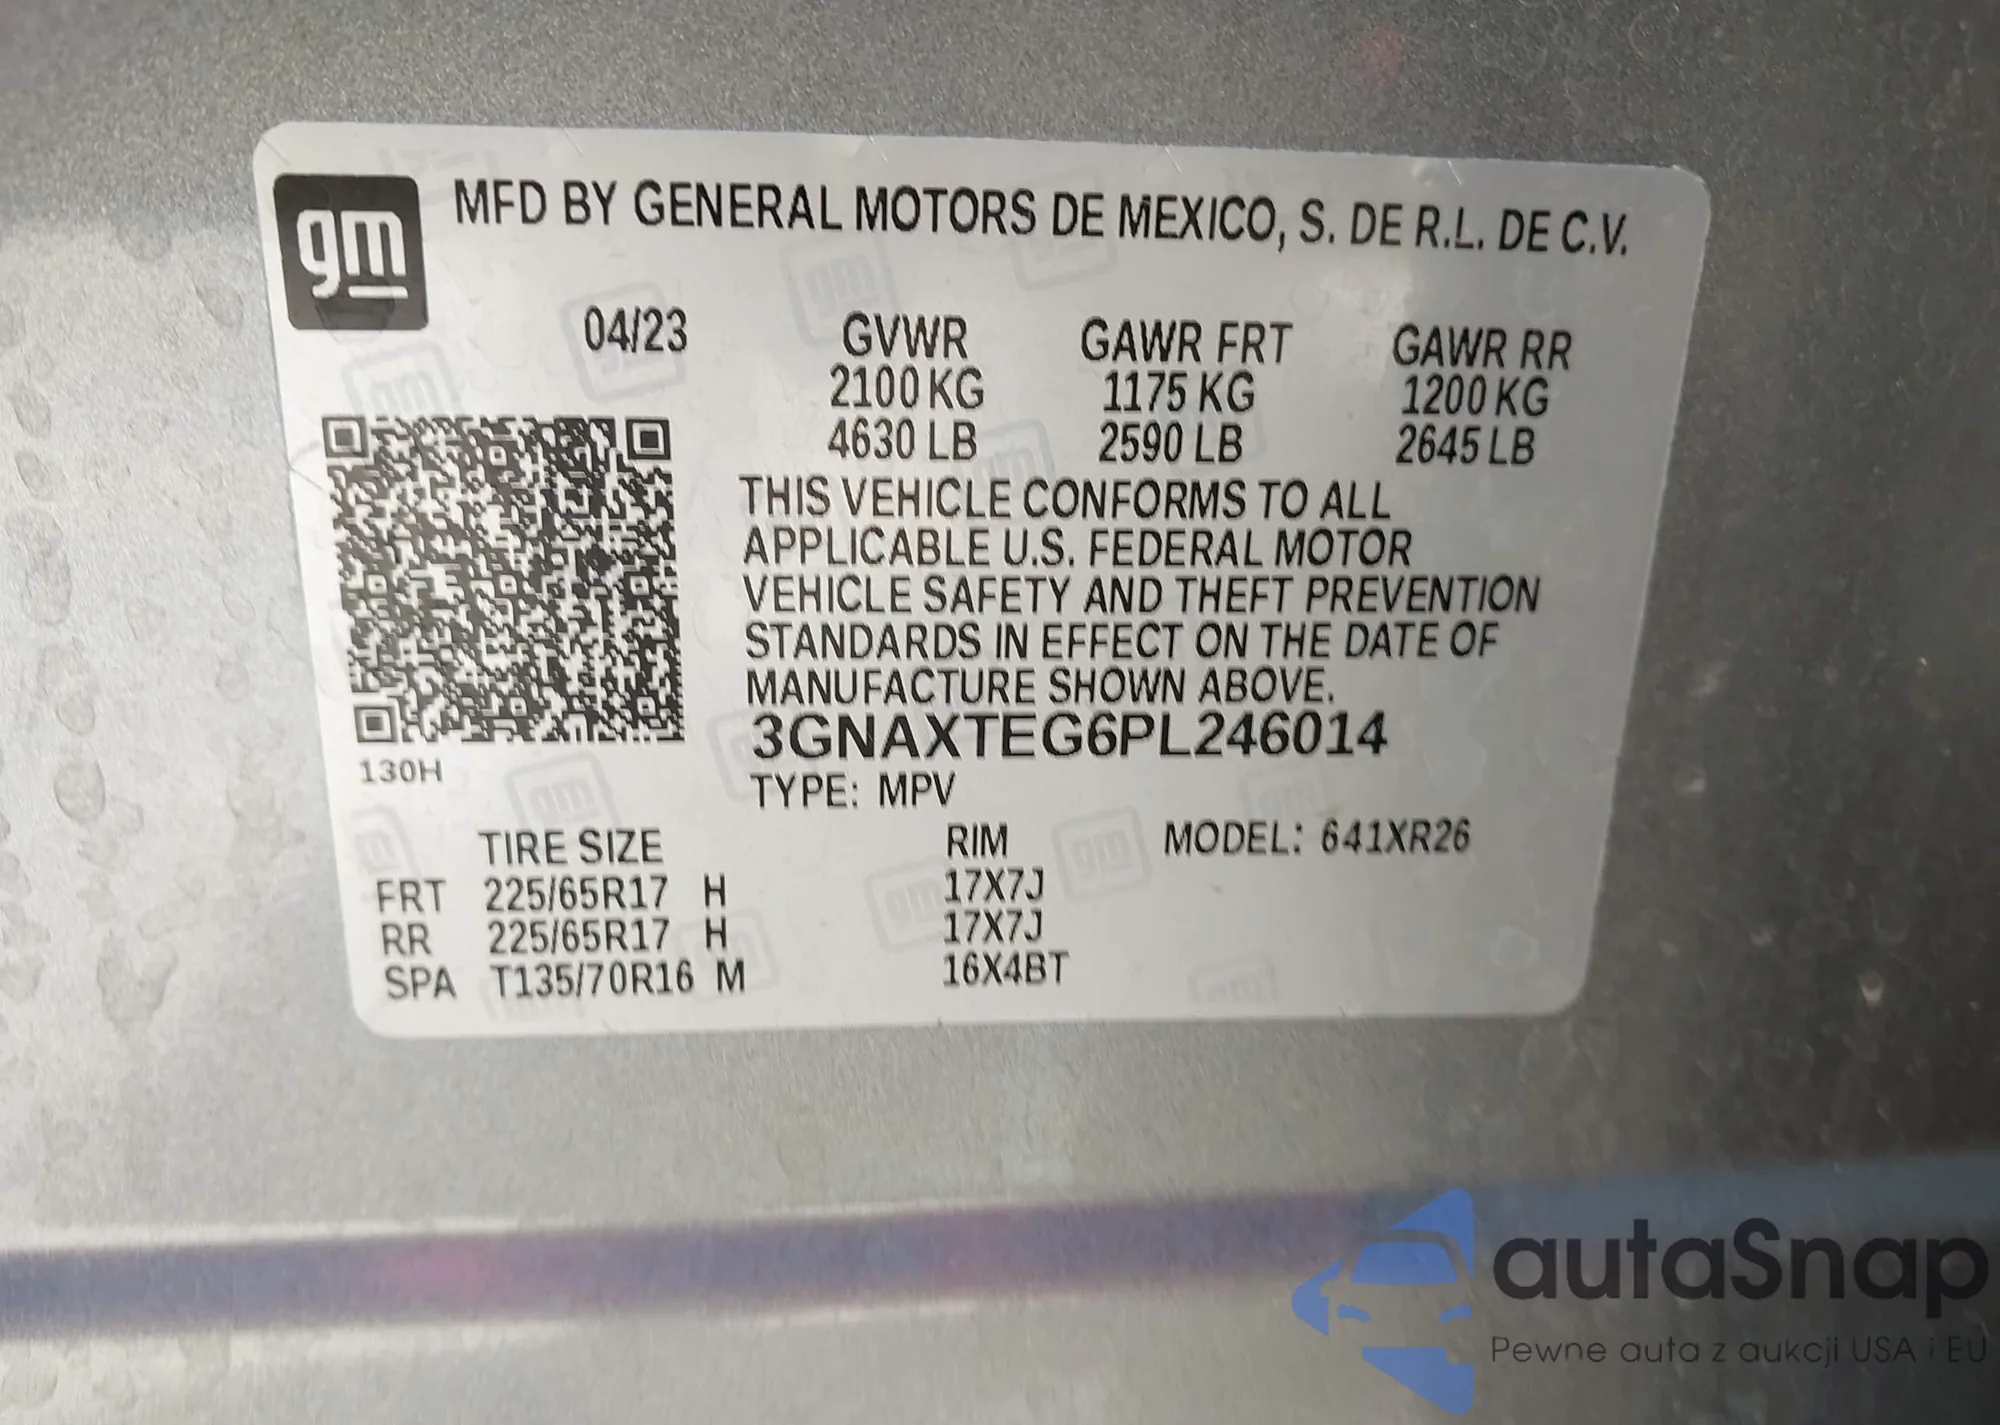 gm
MFD BY GENERAL MOTORS DE MEXICO, S. DE R.L. DE C.V.
04/23 GVWR GAWR FRT GAWR RR
2100 KG 1175 KG 1200 KG
4630 LB 2590 LB 2645 LB
THIS VEHICLE CONFORMS TO ALL
APPLICABLE U.S. FEDERAL MOTOR
VEHICLE SAFETY AND THEFT PREVENTION
STANDARDS IN EFFECT ON THE DATE OF
MANUFACTURE SHOWN ABOVE.
3GNAXTEG6PL246014
130H
TYPE: MPV
TIRE SIZE RIM MODEL: 641XR26
FRT 225/65R17 H 17X7J
RR 225/65R17 H 17X7J
SPA T135/70R16 M 16X4BT
autaSnap
Pewne auta z aukcji USA i EU